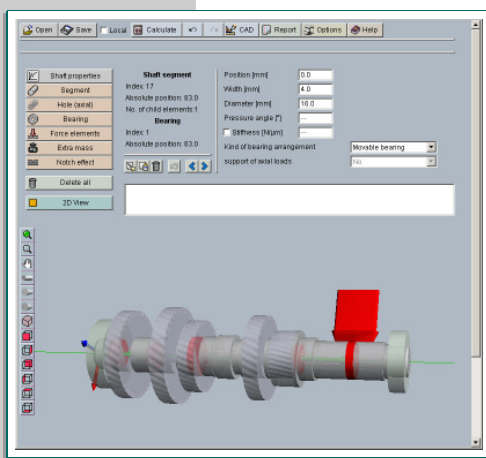 Open Save Local Calculate CAD Report Options Help
Shaft properties
Segment
Hole (axial)
Bearing
Force elements
Extra mass
Notch effect
Delete all
2D View
Shaft segment
Index: 17
Absolute position: 83.0
No. of child elements:1
Bearing
Index: 1
Absolute position: 83.0
Position [mm] 0.0
Width [mm] 4.0
Diameter [mm] 16.0
Pressure angle [°] ---
Stiffness (N/µm) ---
Kind of bearing arrangement Movable bearing
support of axial loads No